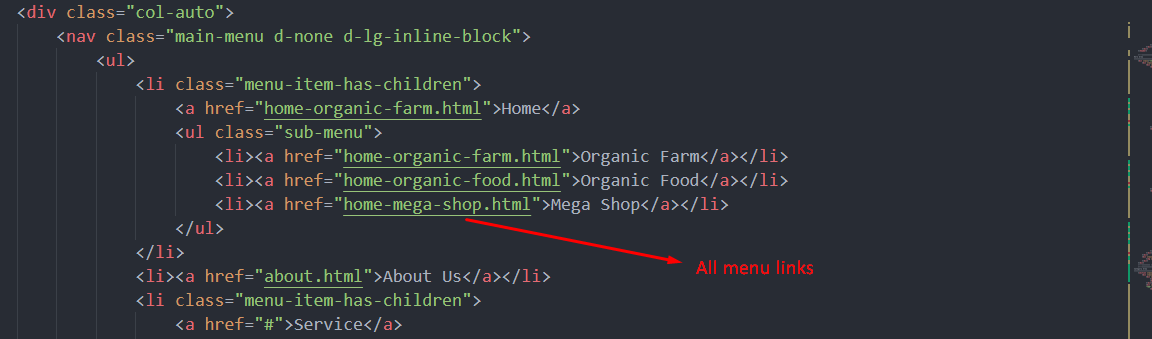 <div class="col-auto">
<nav class="main-menu d-none d-lg-inline-block">
<ul>
<li class="menu-item-has-children">
<a href="home-organic-farm.html">Home</a>
<ul class="sub-menu">
<li><a href="home-organic-farm.html">Organic Farm</a></li>
<li><a href="home-organic-food.html">Organic Food</a></li>
<li><a href="home-mega-shop.html">Mega Shop</a></li>
</ul>
</li>
All menu links
<li><a href="about.html">About Us</a></li>
<li class="menu-item-has-children">
<a href="#">Service</a>